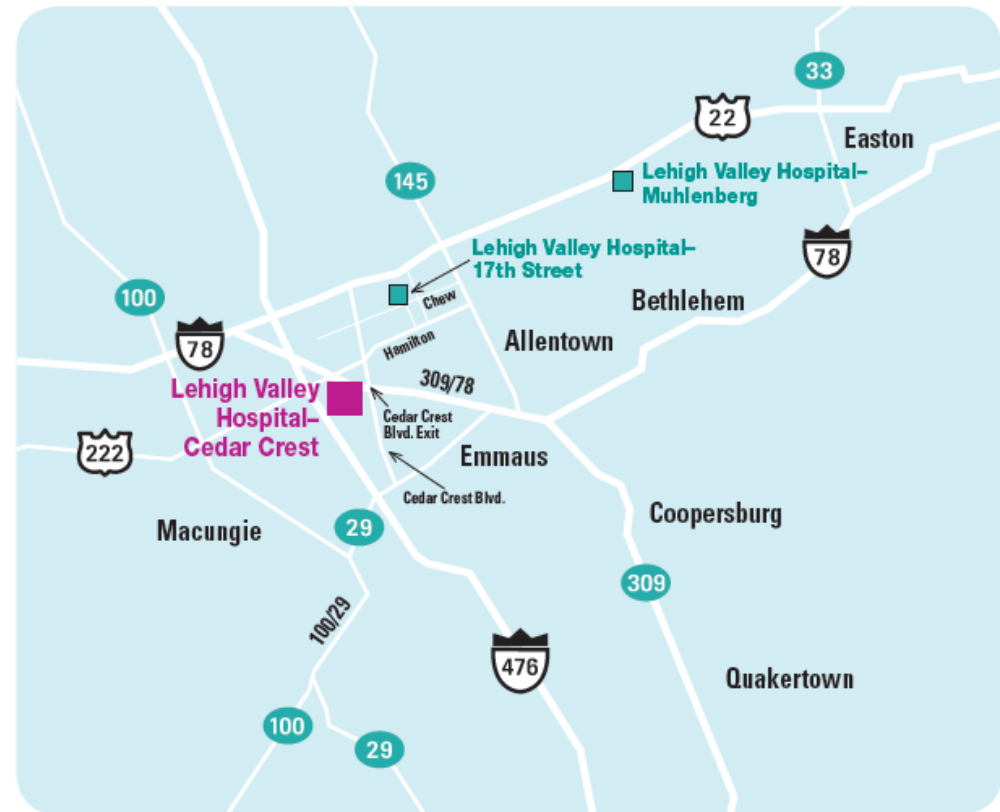 33
22
Easton
Lehigh Valley Hospital–
Muhlenberg
145
Lehigh Valley Hospital–
17th Street
78
100
Chew
Bethlehem
78
Hamilton
Allentown
309/78
Lehigh Valley
Hospital–
Cedar Crest
Cedar Crest
Blvd. Exit
222
Emmaus
Cedar Crest Blvd.
Coopersburg
Macungie
29
309
100/29
476
Quakertown
100
29